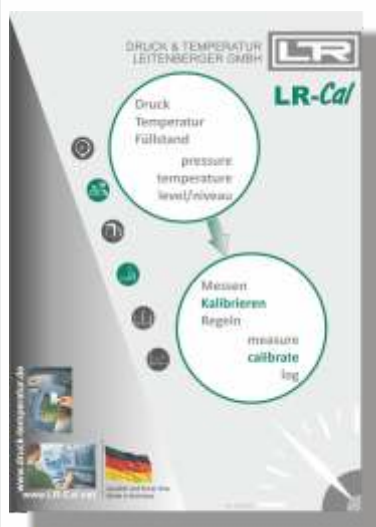 DRUCK & TEMPERATUR
LEITENBERGER GMBH
LR
LR-Cal
Druck
Temperatur
Füllstand
pressure
temperature
level/niveau
Messen
Kalibrieren
Regeln
measure
calibrate
log
www.druck-temperatur.de
www.LR-Cal.net